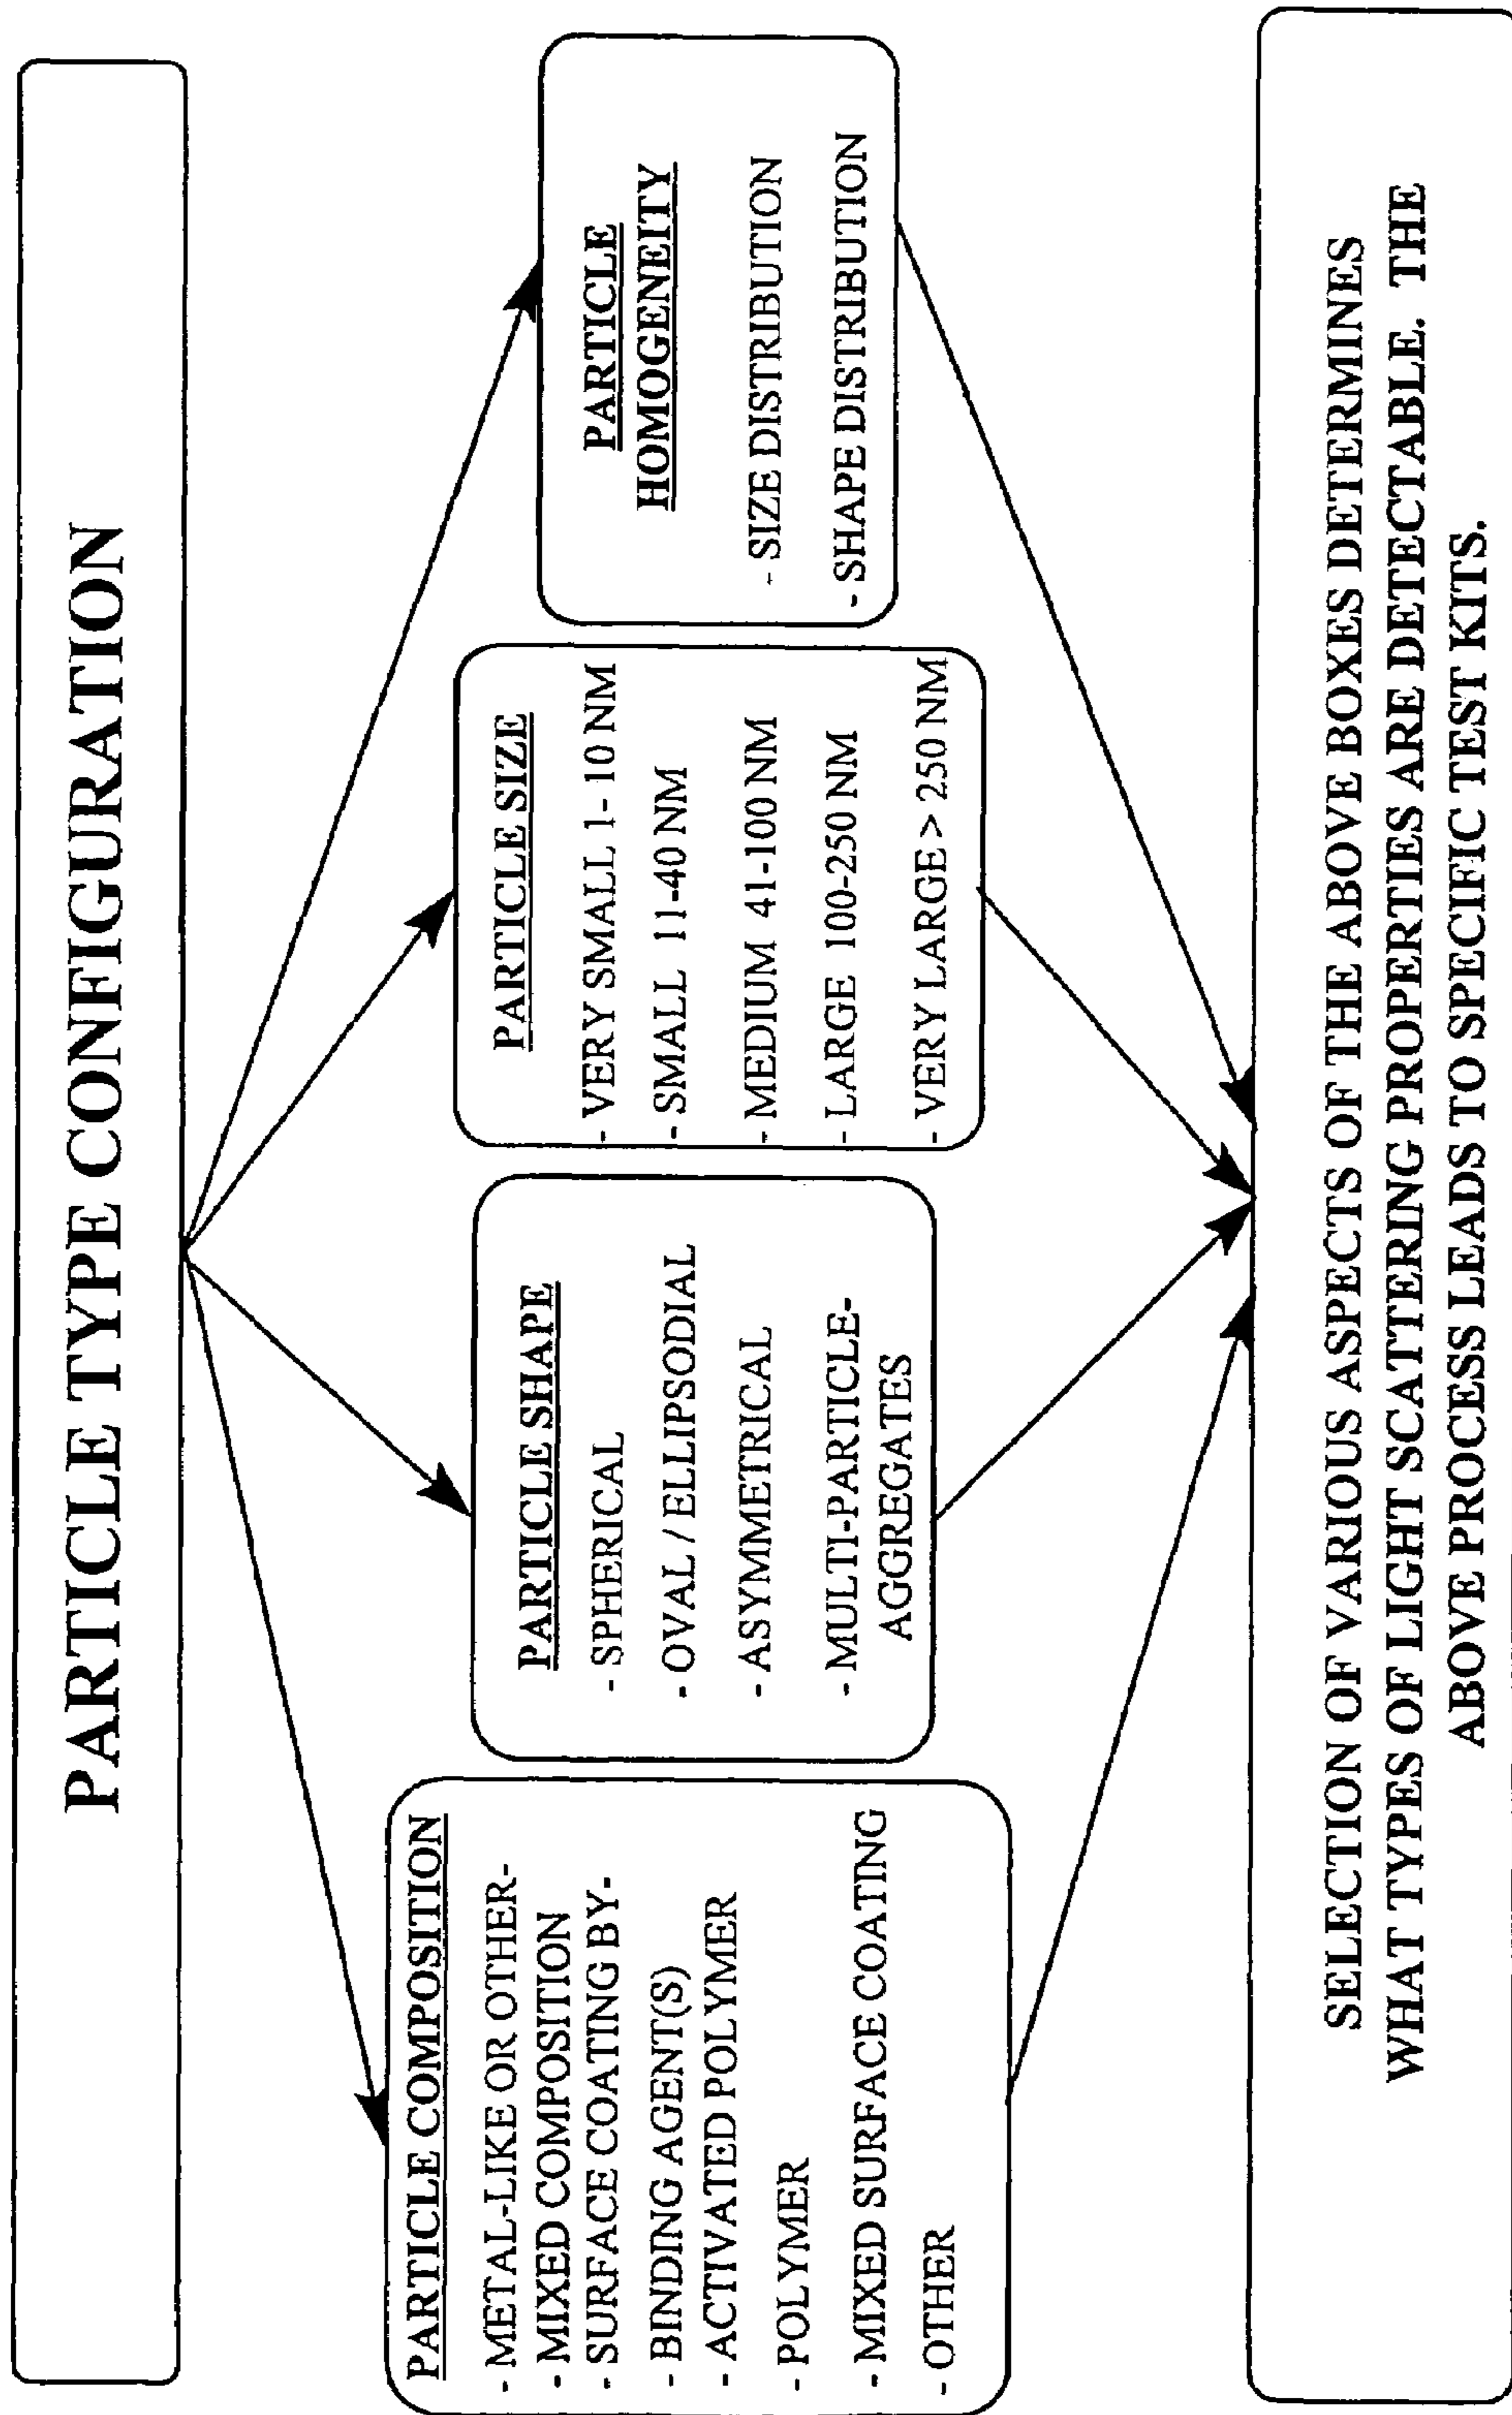 PARTICLE TYPE CONFIGURATION
PARTICLE COMPOSITION
- METAL-LIKE OR OTHER-
- MIXED COMPOSITION
- SURFACE COATING BY-
- BINDING AGENT(S)
- ACTIVATED POLYMER
- POLYMER
- MIXED SURFACE COATING
- OTHER
PARTICLE SHAPE
- SPHERICAL
- OVAL / ELLIPSODIAL
- ASYMMETRICAL
- MULTI-PARTICLE-
AGGREGATES
PARTICLE SIZE
- VERY SMALL 1- 10 NM
- SMALL 11-40 NM
- MEDIUM 41-100 NM
- LARGE 100-250 NM
- VERY LARGE > 250 NM
PARTICLE
HOMOGENEITY
- SIZE DISTRIBUTION
- SHAPE DISTRIBUTION
SELECTION OF VARIOUS ASPECTS OF THE ABOVE BOXES DETERMINES
WHAT TYPES OF LIGHT SCATTERING PROPERTIES ARE DETECTABLE. THE
ABOVE PROCESS LEADS TO SPECIFIC TEST KITS.